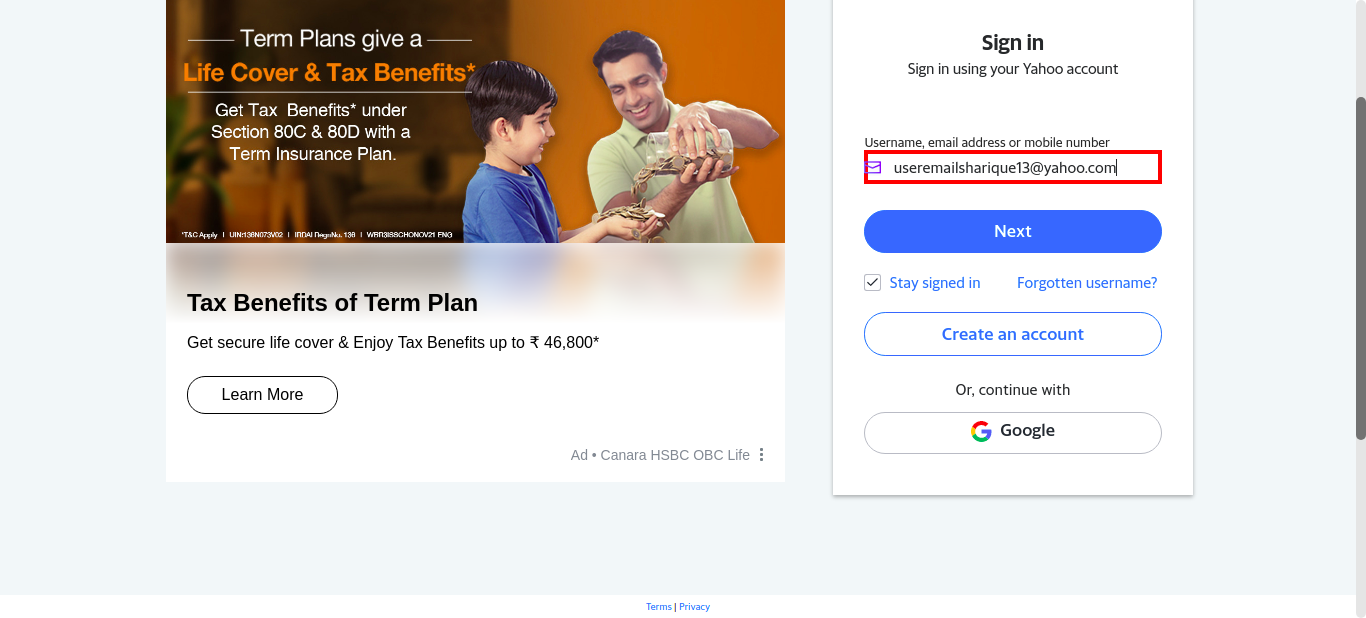 Term Plans give a
Life Cover & Tax Benefits*
Get Tax Benefits* under
Section 80C & 80D with a
Term Insurance Plan.
*T&C Apply | UIN:136N073V02 | IRDAI RegnNo. 136 | WBR3ISSCHONOV21 ENG
Tax Benefits of Term Plan
Get secure life cover & Enjoy Tax Benefits up to ₹ 46,800*
Learn More
Ad • Canara HSBC OBC Life
Sign in
Sign in using your Yahoo account
Username, email address or mobile number
useremailsharique13@yahoo.com
Next
Stay signed in
Forgotten username?
Create an account
Or, continue with
Google
Terms | Privacy